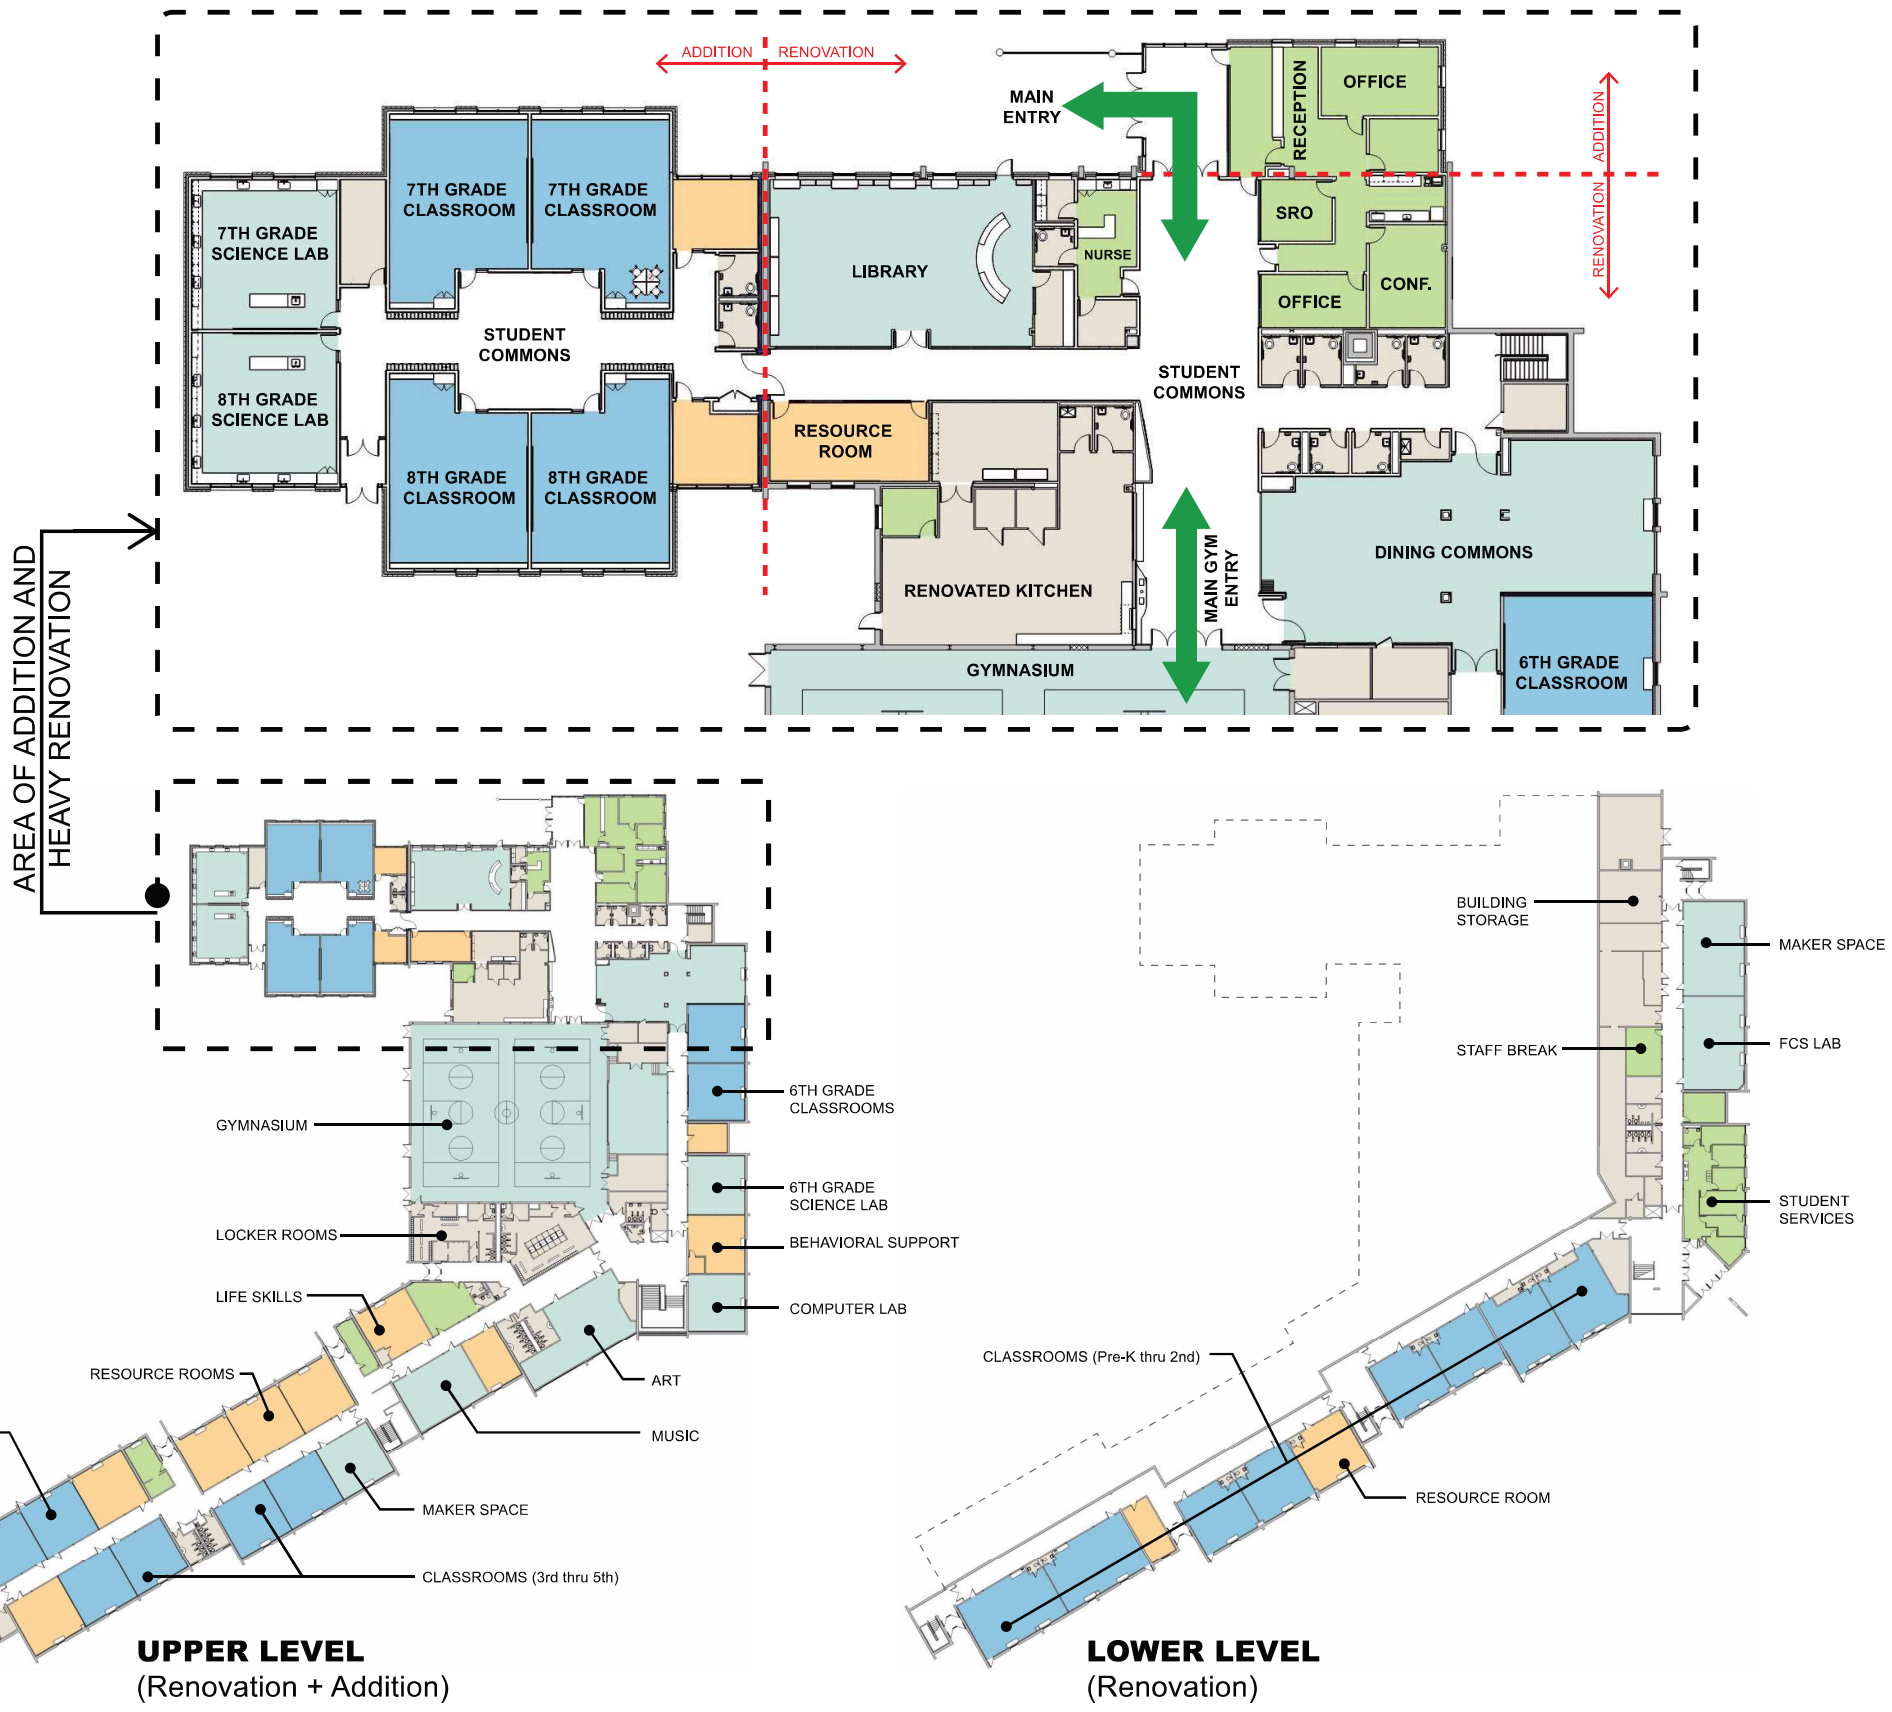 ADDITION
RENOVATION
MAIN
ENTRY
RECEPTION
OFFICE
ADDITION
RENOVATION
7TH GRADE
CLASSROOM
7TH GRADE
CLASSROOM
7TH GRADE
SCIENCE LAB
LIBRARY
NURSE
SRO
OFFICE
CONF.
STUDENT
COMMONS
STUDENT
COMMONS
8TH GRADE
SCIENCE LAB
8TH GRADE
CLASSROOM
8TH GRADE
CLASSROOM
RESOURCE
ROOM
RENOVATED KITCHEN
MAIN GYM
ENTRY
DINING COMMONS
GYMNASIUM
6TH GRADE
CLASSROOM
AREA OF ADDITION AND
HEAVY RENOVATION
GYMNASIUM
6TH GRADE
CLASSROOMS
6TH GRADE
SCIENCE LAB
LOCKER ROOMS
BEHAVIORAL SUPPORT
LIFE SKILLS
COMPUTER LAB
RESOURCE ROOMS
ART
MUSIC
MAKER SPACE
CLASSROOMS (3rd thru 5th)
UPPER LEVEL
(Renovation + Addition)
BUILDING
STORAGE
MAKER SPACE
STAFF BREAK
FCS LAB
STUDENT
SERVICES
CLASSROOMS (Pre-K thru 2nd)
RESOURCE ROOM
LOWER LEVEL
(Renovation)